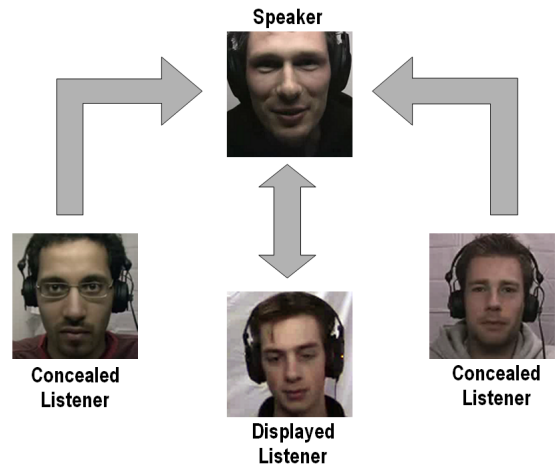 Speaker
Concealed
Listener
Concealed
Listener
Displayed
Listener